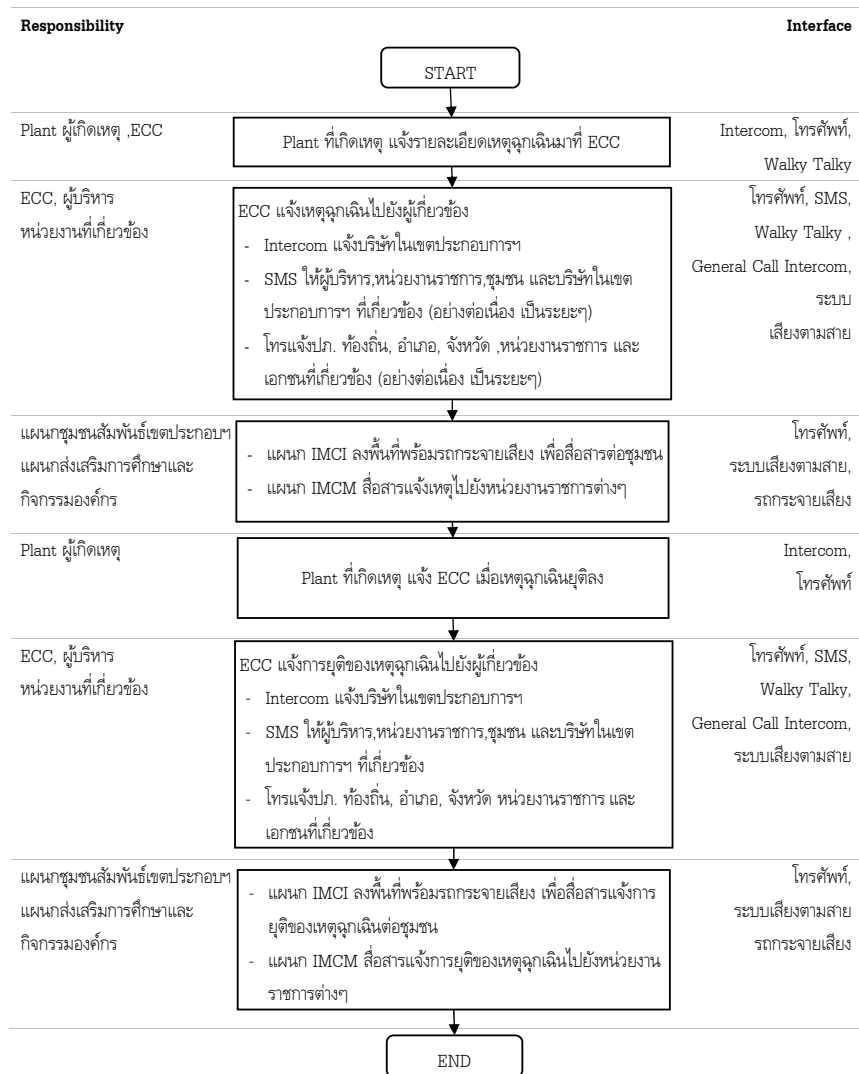 Responsibility
Interface
START
Plant ผู้เกิดเหตุ ,ECC
Plant ที่เกิดเหตุ แจ้งรายละเอียดเหตุฉุกเฉินมาที่ ECC
Intercom, โทรศัพท์,
Walky Talky
ECC, ผู้บริหาร
หน่วยงานที่เกี่ยวข้อง
ECC แจ้งเหตุฉุกเฉินไปยังผู้เกี่ยวข้อง
- Intercom แจ้งบริษัทในเขตประกอบการฯ
- SMS ให้ผู้บริหาร,หน่วยงานราชการ,ชุมชน และบริษัทในเขต
ประกอบการฯ ที่เกี่ยวข้อง (อย่างต่อเนื่อง เป็นระยะๆ)
- โทรแจ้งปภ. ท้องถิ่น, อำเภอ, จังหวัด ,หน่วยงานราชการ และ
เอกชนที่เกี่ยวข้อง (อย่างต่อเนื่อง เป็นระยะๆ)
โทรศัพท์, SMS,
Walky Talky ,
General Call Intercom,
ระบบ
เสียงตามสาย
แผนกชุมชนสัมพันธ์เขตประกอบฯ
แผนกส่งเสริมการศึกษาและ
กิจกรรมองค์กร
- แผนก IMCI ลงพื้นที่พร้อมรถกระจายเสียง เพื่อสื่อสารต่อชุมชน
- แผนก IMCM สื่อสารแจ้งเหตุไปยังหน่วยงานราชการต่างๆ
โทรศัพท์,
ระบบเสียงตามสาย,
รถกระจายเสียง
Plant ผู้เกิดเหตุ
Plant ที่เกิดเหตุ แจ้ง ECC เมื่อเหตุฉุกเฉินยุติลง
Intercom,
โทรศัพท์
ECC, ผู้บริหาร
หน่วยงานที่เกี่ยวข้อง
ECC แจ้งการยุติของเหตุฉุกเฉินไปยังผู้เกี่ยวข้อง
- Intercom แจ้งบริษัทในเขตประกอบการฯ
- SMS ให้ผู้บริหาร,หน่วยงานราชการ,ชุมชน และบริษัทในเขต
ประกอบการฯ ที่เกี่ยวข้อง
- โทรแจ้งปภ. ท้องถิ่น, อำเภอ, จังหวัด หน่วยงานราชการ และ
เอกชนที่เกี่ยวข้อง
โทรศัพท์, SMS,
Walky Talky,
General Call Intercom,
ระบบเสียงตามสาย
แผนกชุมชนสัมพันธ์เขตประกอบฯ
แผนกส่งเสริมการศึกษาและ
กิจกรรมองค์กร
- แผนก IMCI ลงพื้นที่พร้อมรถกระจายเสียง เพื่อสื่อสารแจ้งการ
ยุติของเหตุฉุกเฉินต่อชุมชน
- แผนก IMCM สื่อสารแจ้งการยุติของเหตุฉุกเฉินไปยังหน่วยงาน
ราชการต่างๆ
โทรศัพท์,
ระบบเสียงตามสาย
รถกระจายเสียง
END